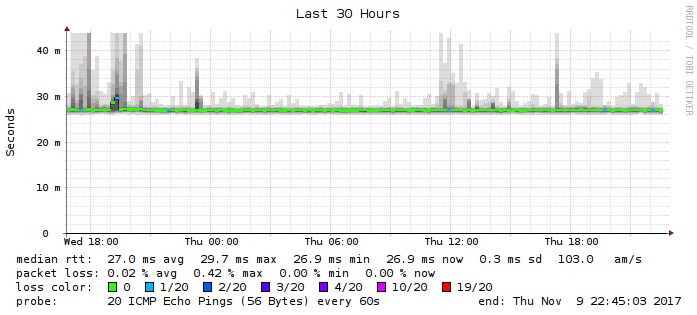 Last 30 Hours
RRDTOOL / TOBI OETIKER
Seconds
40 m
30 m
20 m
10 m
0
Wed 18:00 Thu 00:00 Thu 06:00 Thu 12:00 Thu 18:00
median rtt: 27.0 ms avg 29.7 ms max 26.9 ms min 26.9 ms now 0.3 ms sd 103.0 am/s
packet loss: 0.02 % avg 0.42 % max 0.00 % min 0.00 % now
loss color: 0 1/20 2/20 3/20 4/20 10/20 19/20
probe: 20 ICMP Echo Pings (56 Bytes) every 60s end: Thu Nov 9 22:45:03 2017